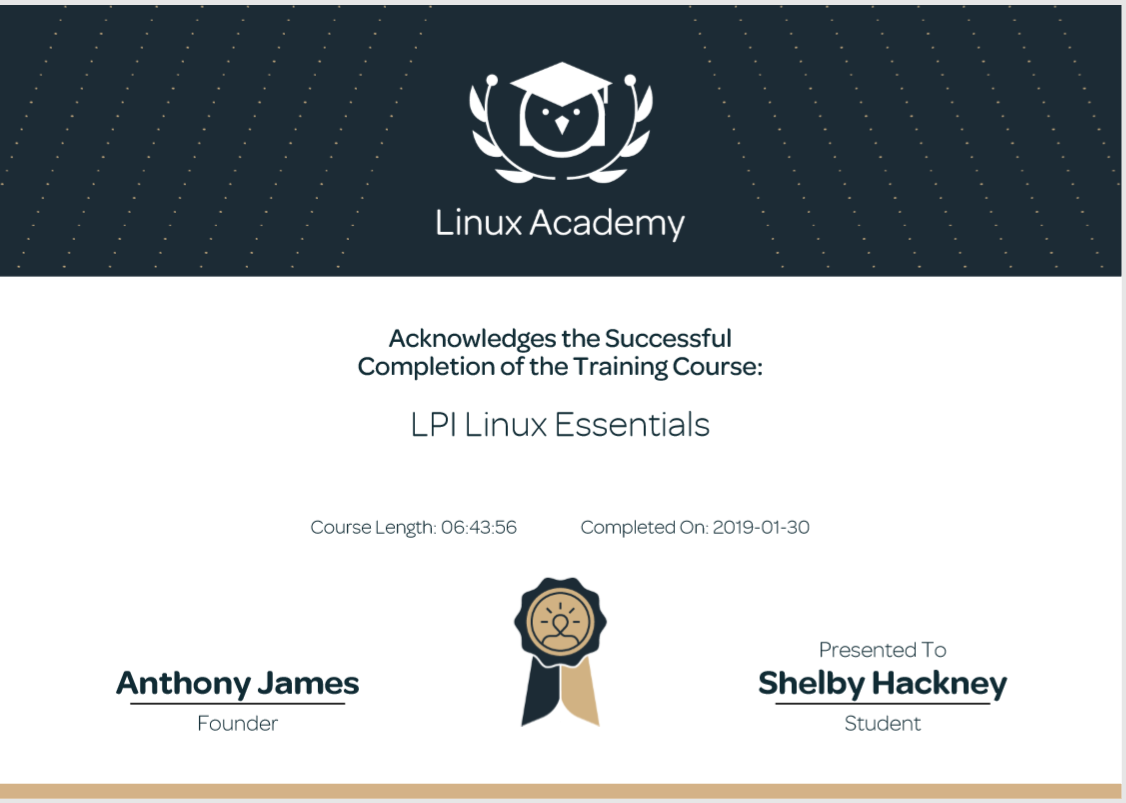 Linux Academy
Acknowledges the Successful
Completion of the Training Course:
LPI Linux Essentials
Course Length: 06:43:56 Completed On: 2019-01-30
Presented To
Anthony James Shelby Hackney
Founder Student